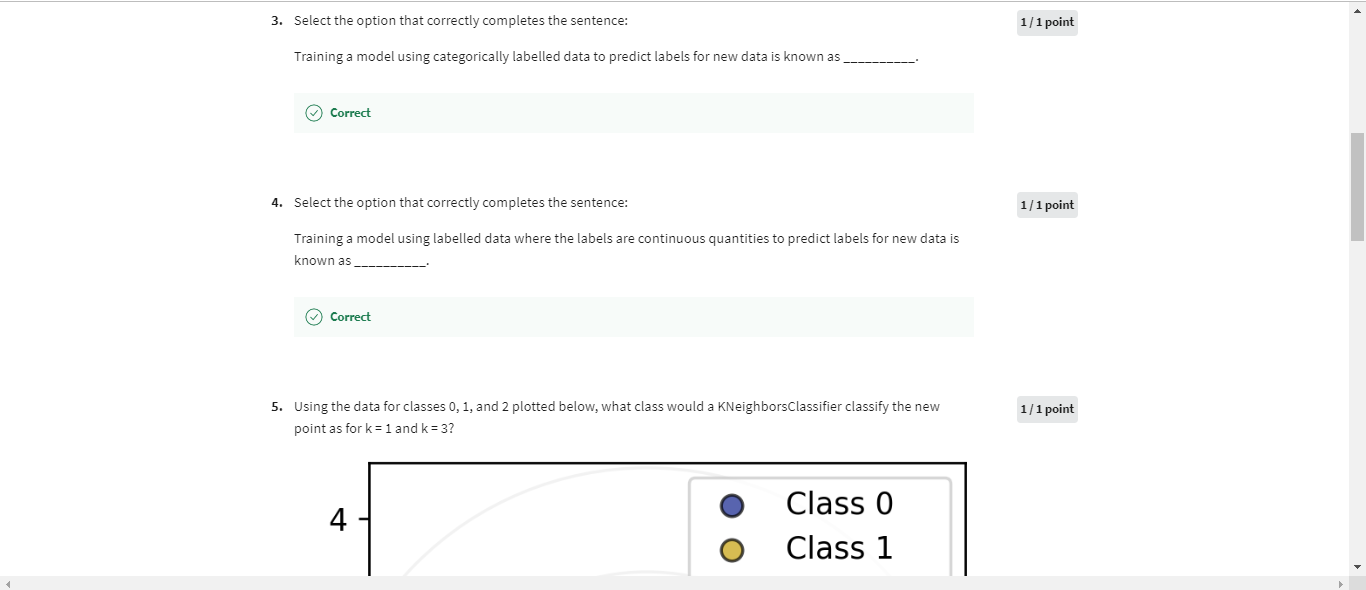 3. Select the option that correctly completes the sentence:
1 / 1 point
Training a model using categorically labelled data to predict labels for new data is known as __________.
Correct
4. Select the option that correctly completes the sentence:
1 / 1 point
Training a model using labelled data where the labels are continuous quantities to predict labels for new data is
known as __________.
Correct
5. Using the data for classes 0, 1, and 2 plotted below, what class would a KNeighborsClassifier classify the new
1 / 1 point
point as for k = 1 and k = 3?
Class 0
4
Class 1